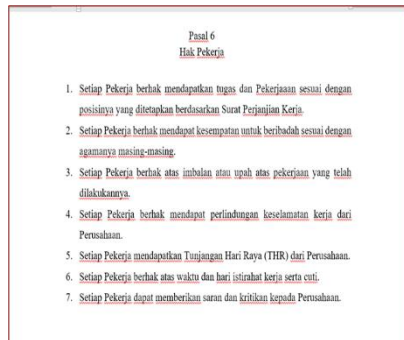 Pasal 6
Hak Pekerja
1. Setiap Pekerja berhak mendapatkan tugas dan Pekerjaaan sesuai dengan
posisinya yang ditetapkan berdasarkan Surat Perjanjian Kerja.
2. Setiap Pekerja berhak mendapat kesempatan untuk beribadah sesuai dengan
agamanya masing-masing.
3. Setiap Pekerja berhak atas imbalan atau upah atas pekerjaan yang telah
dilakukannya.
4. Setiap Pekerja berhak mendapat perlindungan keselamatan kerja dari
Perusahaan.
5. Setiap Pekerja mendapatkan Tunjangan Hari Raya (THR) dari Perusahaan.
6. Setiap Pekerja berhak atas waktu dan hari istirahat kerja serta cuti.
7. Setiap Pekerja dapat memberikan saran dan kritikan kepada Perusahaan.